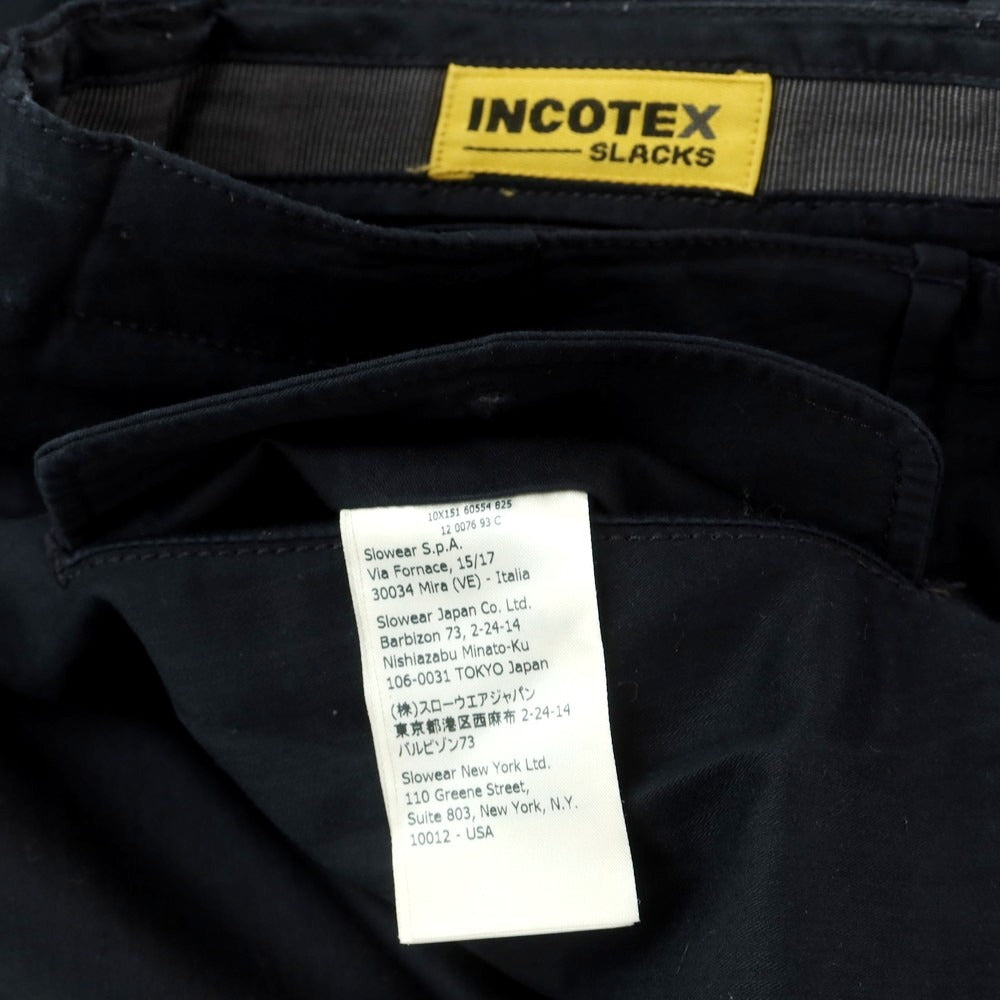 INCOTEX
SLACKS
10X151 60554 825
12 0076 93 C
Slowear S.p.A.
Via Fornace, 15/17
30034 Mira (VE) - Italia
Slowear Japan Co. Ltd.
Barbizon 73, 2-24-14
Nishiazabu Minato-Ku
106-0031 TOKYO Japan
(株)スローウエアジャパン
東京都港区西麻布 2-24-14
バルビゾン73
Slowear New York Ltd.
110 Greene Street,
Suite 803, New York, N.Y.
10012 - USA